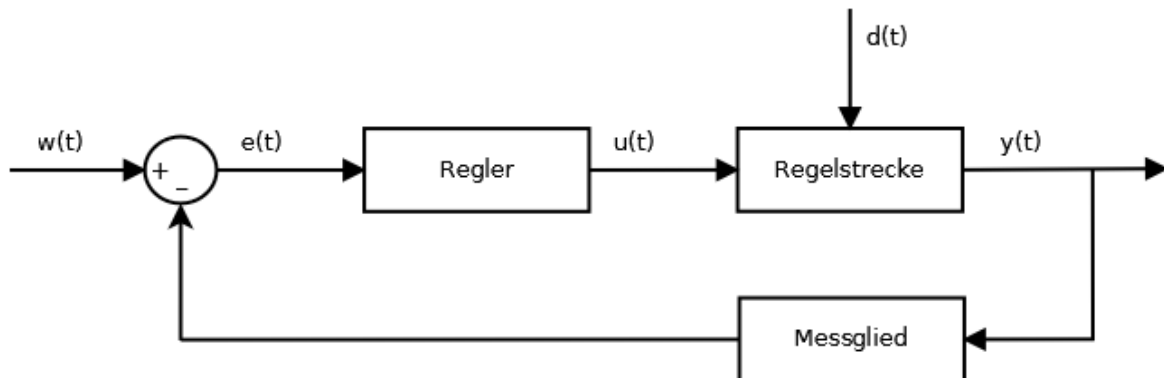 d(t)
w(t)
e(t)
u(t)
y(t)
+
−
Regler
Regelstrecke
Messglied